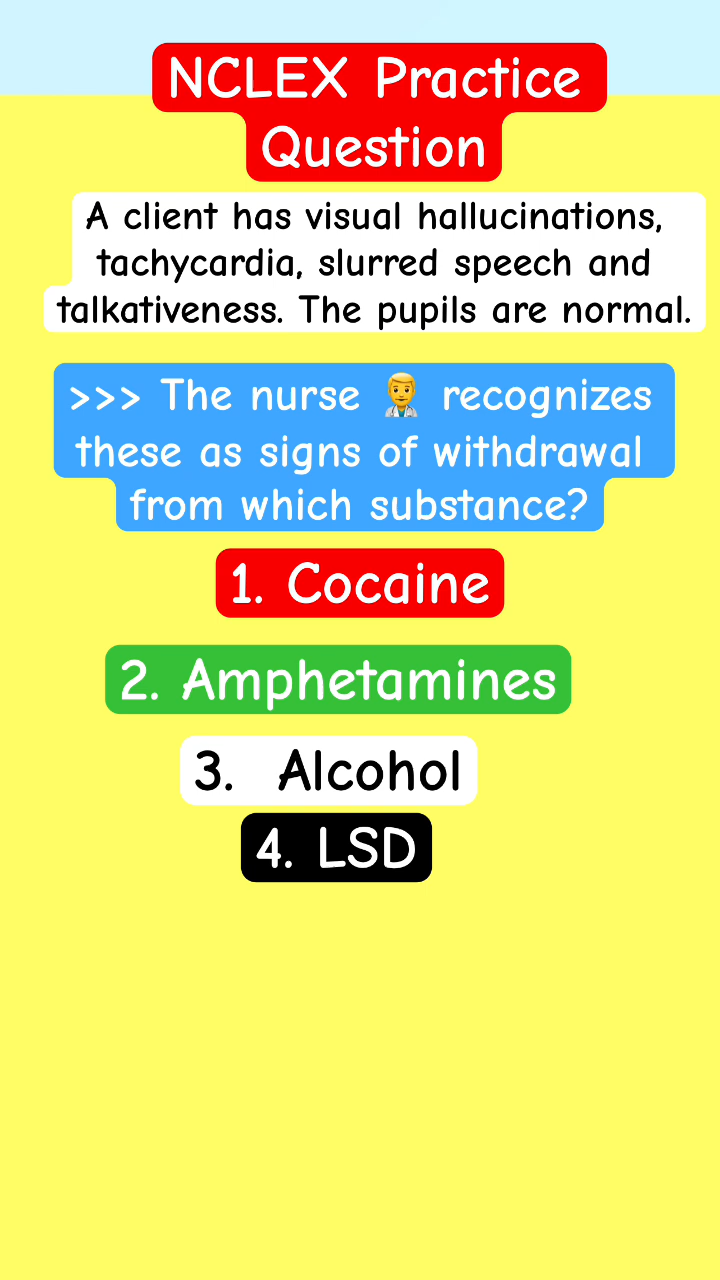 NCLEX Practice
Question
A client has visual hallucinations,
tachycardia, slurred speech and
talkativeness. The pupils are normal.
>>> The nurse 👨‍⚕️ recognizes
these as signs of withdrawal
from which substance?
1. Cocaine
2. Amphetamines
3. Alcohol
4. LSD